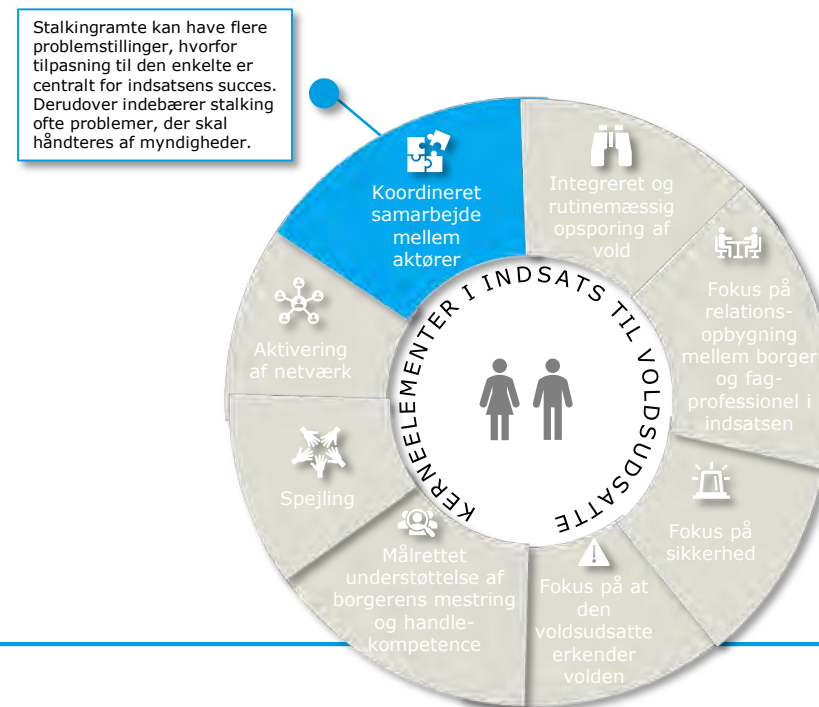 Stalkingramte kan have flere
problemstillinger, hvorfor
tilpasning til den enkelte er
centralt for indsatsens succes.
Derudover indebærer stalking
ofte problemer, der skal
håndteres af myndigheder.
Koordineret
samarbejde
mellem
aktører
Integreret og
rutinemæssig
opsporing af
vold
Fokus på
relations-
opbygning
mellem borger
og fag-
professionel i
indsatsen
Fokus på
sikkerhed
Fokus på at
den
voldsudsatte
erkender
volden
Målrettet
understøttelse af
borgerens mestring
og handle-
kompetence
Spejling
Aktivering
af netværk
KERNEELEMENTER I INDSATS TIL VOLDSUDSATTE